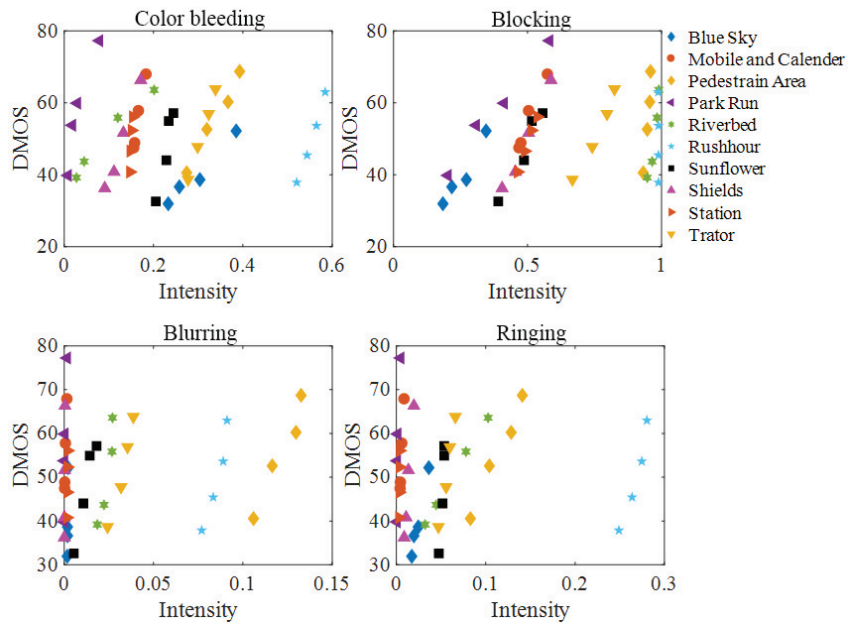 Color bleeding
80
60
40
20
DMOS
0 0.2 0.4 0.6
Intensity
Blocking
80
60
40
20
DMOS
0 0.5 1
Intensity
Blue Sky
Mobile and Calender
Pedestrain Area
Park Run
Riverbed
Rushhour
Sunflower
Shields
Station
Trator
Blurring
80
70
60
50
40
30
DMOS
0 0.05 0.1 0.15
Intensity
Ringing
80
70
60
50
40
30
DMOS
0 0.1 0.2 0.3
Intensity